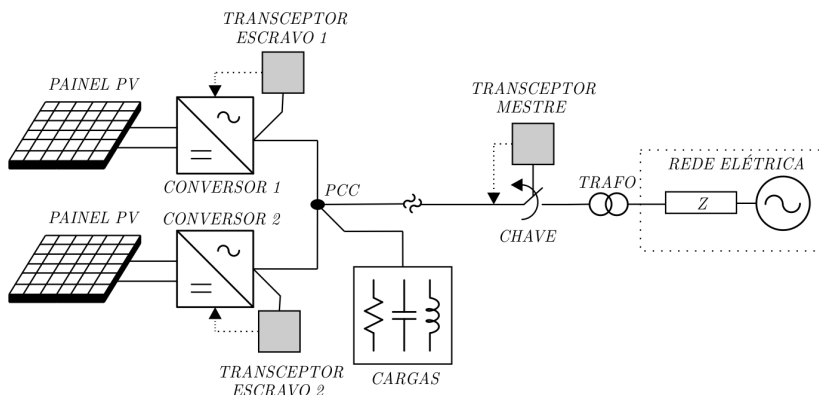 TRANSCEPTOR
ESCRAVO 1
PAINEL PV
CONVERSOR 1
PAINEL PV
CONVERSOR 2
TRANSCEPTOR
ESCRAVO 2
PCC
CARGAS
TRANSCEPTOR
MESTRE
CHAVE
TRAFO
REDE ELÉTRICA
Z